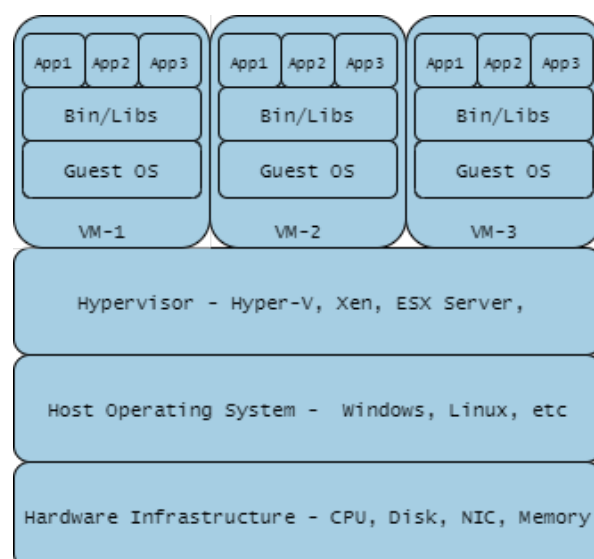 App1 App2 App3 App1 App2 App3 App1 App2 App3
Bin/Libs Bin/Libs Bin/Libs
Guest OS Guest OS Guest OS
VM-1 VM-2 VM-3
Hypervisor - Hyper-V, Xen, ESX Server,
Host Operating System - Windows, Linux, etc
Hardware Infrastructure - CPU, Disk, NIC, Memory